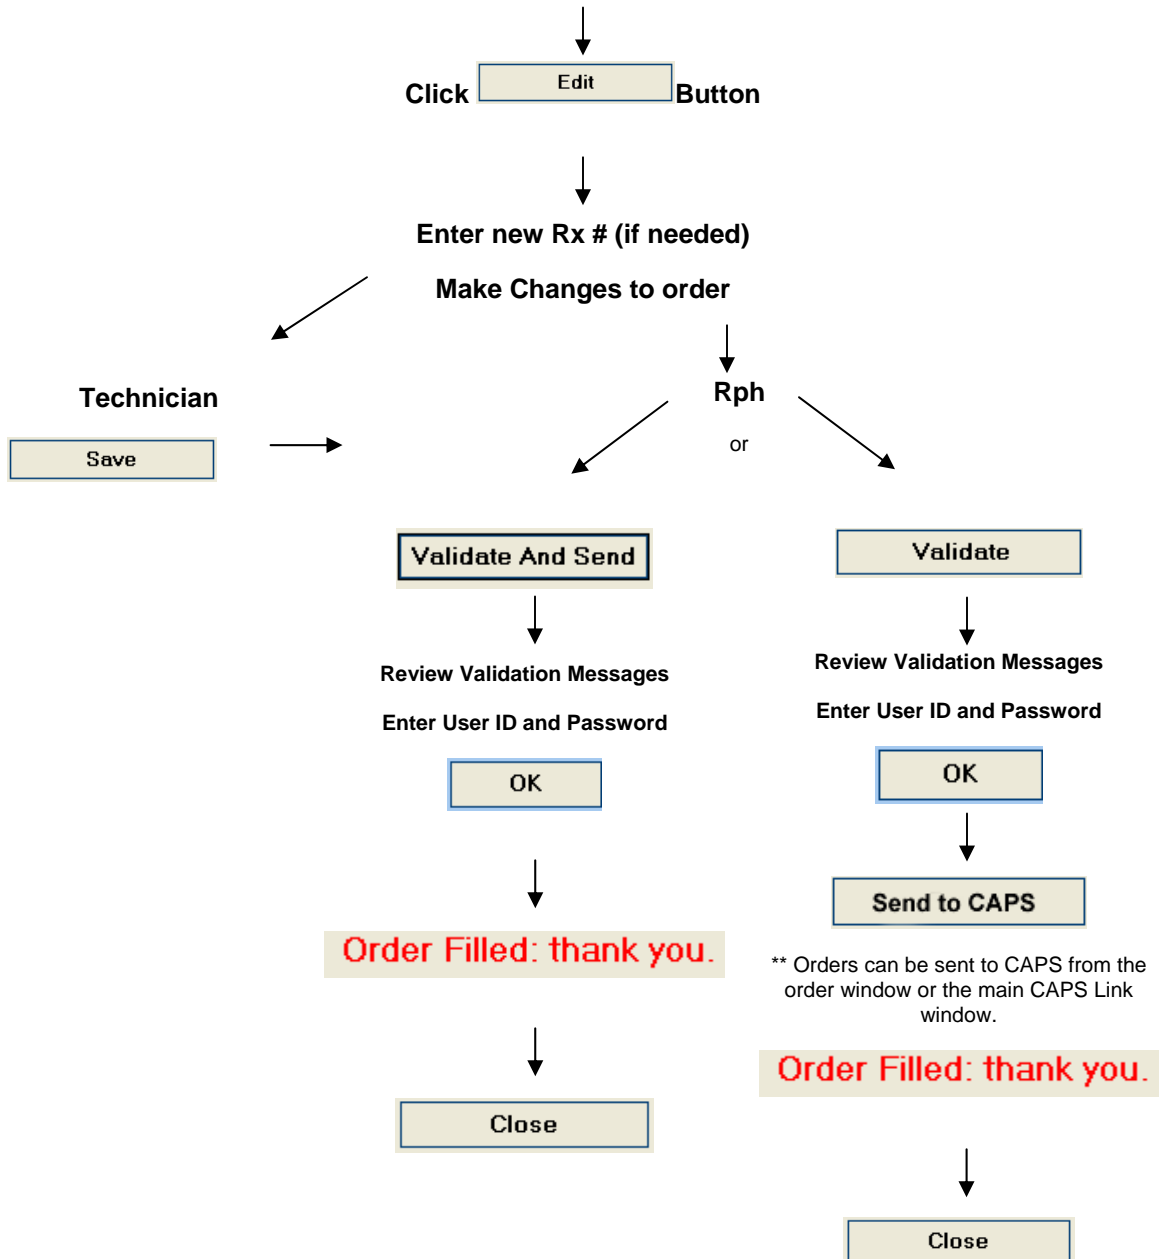 Click Edit Button
Enter new Rx # (if needed)
Make Changes to order
Technician
Save
Rph
or
Validate And Send
Review Validation Messages
Enter User ID and Password
OK
Order Filled: thank you.
Close
Validate
Review Validation Messages
Enter User ID and Password
OK
Send to CAPS
** Orders can be sent to CAPS from the
order window or the main CAPS Link
window.
Order Filled: thank you.
Close